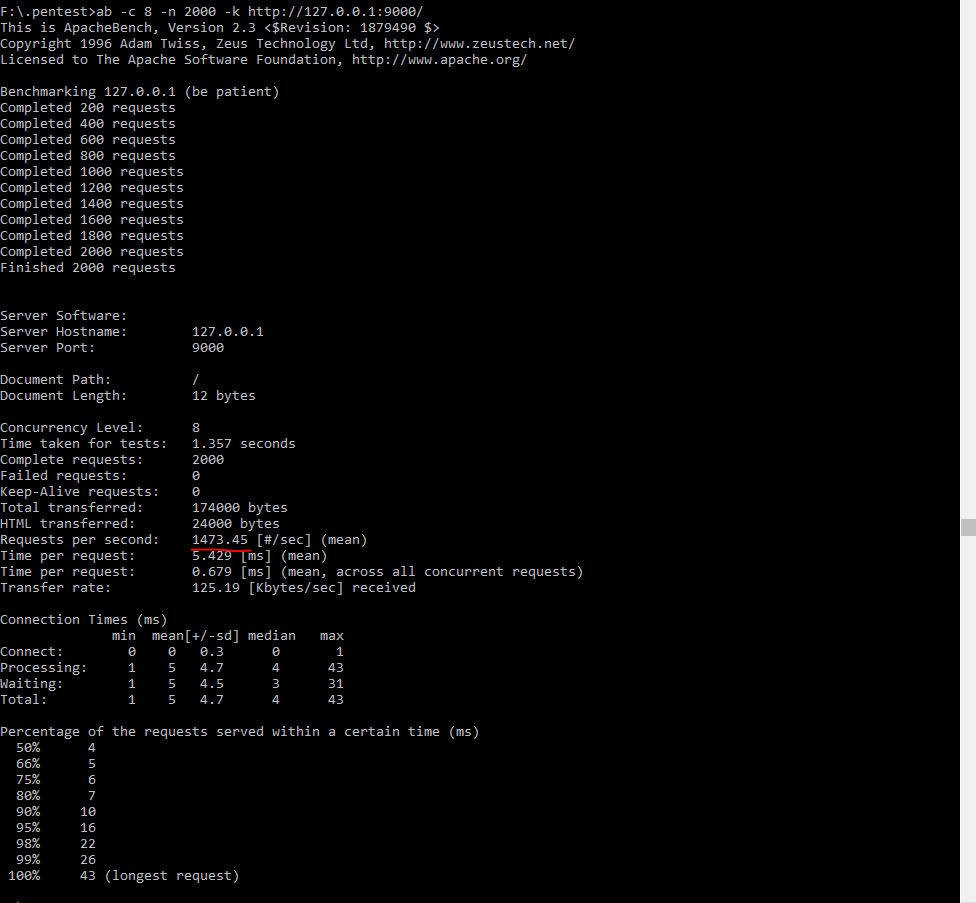 F:\.pentest>ab -c 8 -n 2000 -k http://127.0.0.1:9000/
This is ApacheBench, Version 2.3 <$Revision: 1879490 $>
Copyright 1996 Adam Twiss, Zeus Technology Ltd, http://www.zeustech.net/
Licensed to The Apache Software Foundation, http://www.apache.org/

Benchmarking 127.0.0.1 (be patient)
Completed 200 requests
Completed 400 requests
Completed 600 requests
Completed 800 requests
Completed 1000 requests
Completed 1200 requests
Completed 1400 requests
Completed 1600 requests
Completed 1800 requests
Completed 2000 requests
Finished 2000 requests


Server Software:
Server Hostname:        127.0.0.1
Server Port:            9000

Document Path:          /
Document Length:        12 bytes

Concurrency Level:      8
Time taken for tests:   1.357 seconds
Complete requests:      2000
Failed requests:        0
Keep-Alive requests:    0
Total transferred:      174000 bytes
HTML transferred:       24000 bytes
Requests per second:    1473.45 [#/sec] (mean)
Time per request:       5.429 [ms] (mean)
Time per request:       0.679 [ms] (mean, across all concurrent requests)
Transfer rate:          125.19 [Kbytes/sec] received

Connection Times (ms)
              min  mean[+/-sd] median   max
Connect:        0    0   0.3      0       1
Processing:     1    5   4.7      4      43
Waiting:        1    5   4.5      3      31
Total:          1    5   4.7      4      43

Percentage of the requests served within a certain time (ms)
  50%      4
  66%      5
  75%      6
  80%      7
  90%     10
  95%     16
  98%     22
  99%     26
 100%     43 (longest request)